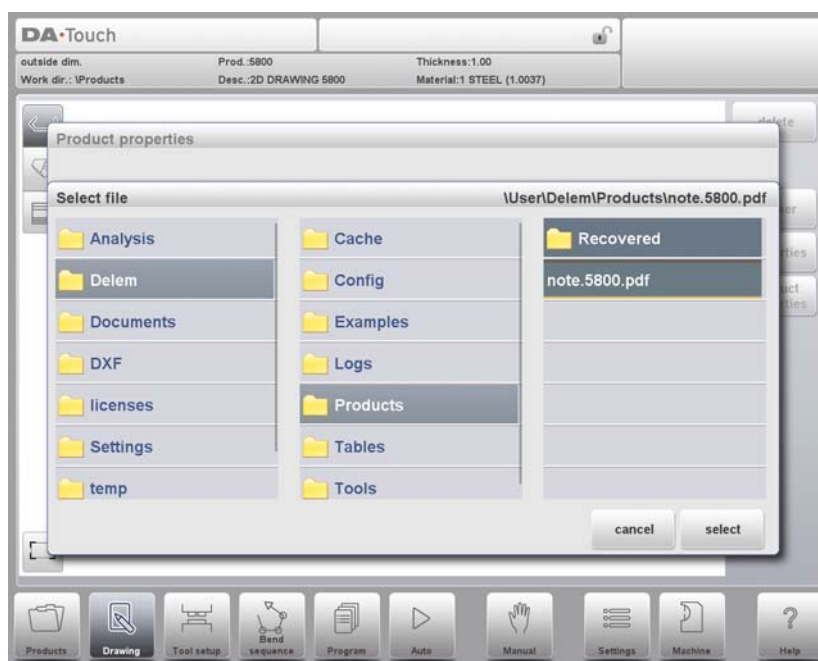 DA·Touch
outside dim. Prod.:5800 Thickness:1.00
Work dir.: \Products Desc.:2D DRAWING 5800 Material:1 STEEL (1.0037)
delete
Product properties
Select file \User\Delem\Products\note.5800.pdf
Analysis Cache Recovered
Delem Config note.5800.pdf
Documents Examples
DXF Logs
licenses Products
Settings Tables
temp Tools
cancel select
Products Drawing Tool setup Bend sequence Program Auto Manual Settings Machine Help